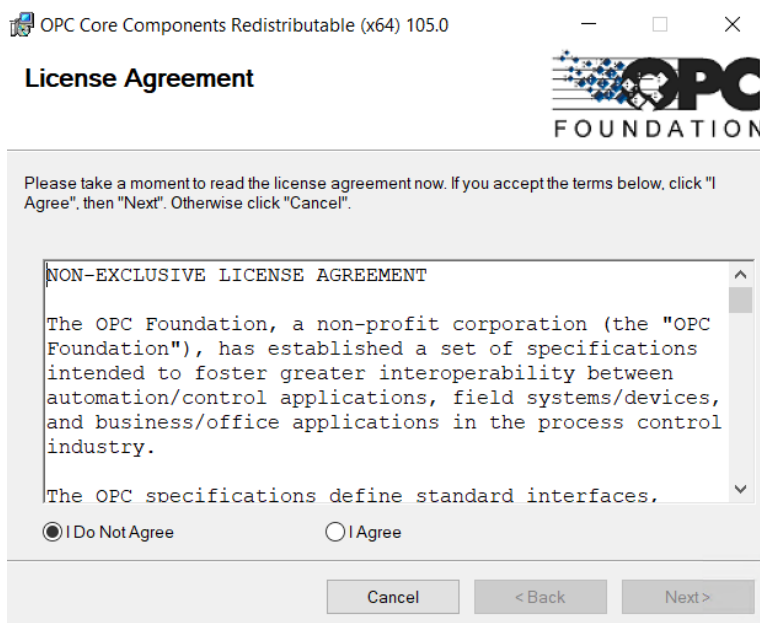 OPC Core Components Redistributable (x64) 105.0
License Agreement
OPC
FOUNDATION
Please take a moment to read the license agreement now. If you accept the terms below, click "I
Agree", then "Next". Otherwise click "Cancel".
NON-EXCLUSIVE LICENSE AGREEMENT
The OPC Foundation, a non-profit corporation (the "OPC
Foundation"), has established a set of specifications
intended to foster greater interoperability between
automation/control applications, field systems/devices,
and business/office applications in the process control
industry.
The OPC specifications define standard interfaces,
I Do Not Agree
I Agree
Cancel
< Back
Next >